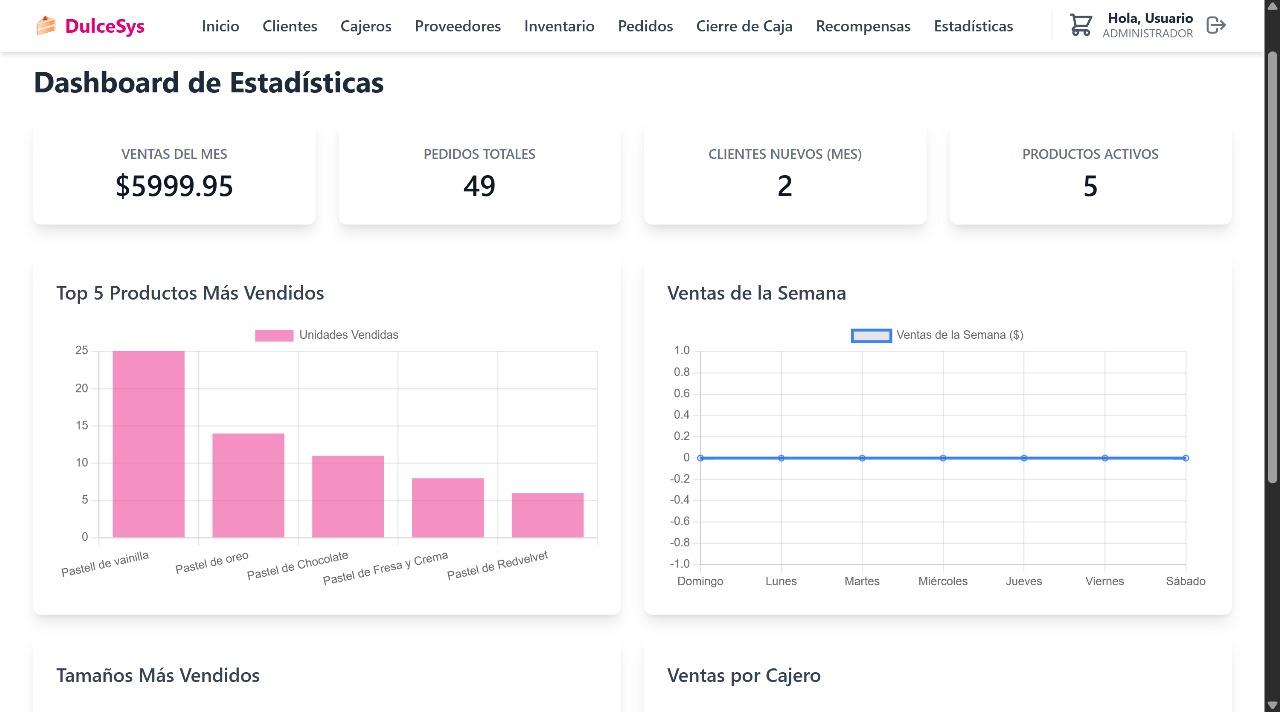 DulceSys
Inicio Clientes Cajeros Proveedores Inventario Pedidos Cierre de Caja Recompensas Estadísticas
Hola, Usuario
ADMINISTRADOR
Dashboard de Estadísticas
VENTAS DEL MES
$5999.95
PEDIDOS TOTALES
49
CLIENTES NUEVOS (MES)
2
PRODUCTOS ACTIVOS
5
Top 5 Productos Más Vendidos
Unidades Vendidas
25
20
15
10
5
0
Pastell de vainilla
Pastel de oreo
Pastel de Chocolate
Pastel de Fresa y Crema
Pastel de Redvelvet
Ventas de la Semana
Ventas de la Semana ($)
1.0
0.8
0.6
0.4
0.2
0
-0.2
-0.4
-0.6
-0.8
-1.0
Domingo Lunes Martes Miércoles Jueves Viernes Sábado
Tamaños Más Vendidos
Ventas por Cajero